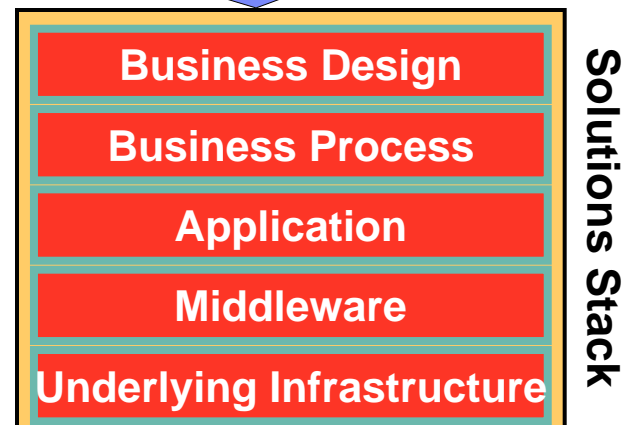 Business Design
Business Process
Application
Middleware
Underlying Infrastructure
Solutions Stack